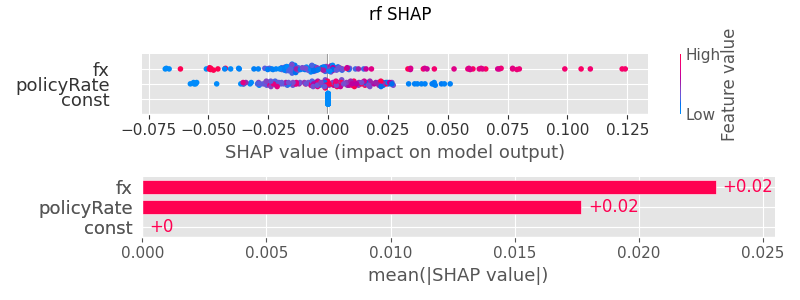 rf SHAP
fx
policyRate
const
High
Low
Feature value
−0.075 −0.050 −0.025 0.000 0.025 0.050 0.075 0.100 0.125
SHAP value (impact on model output)
fx +0.02
policyRate +0.02
const +0
0.000 0.005 0.010 0.015 0.020 0.025
mean(|SHAP value|)